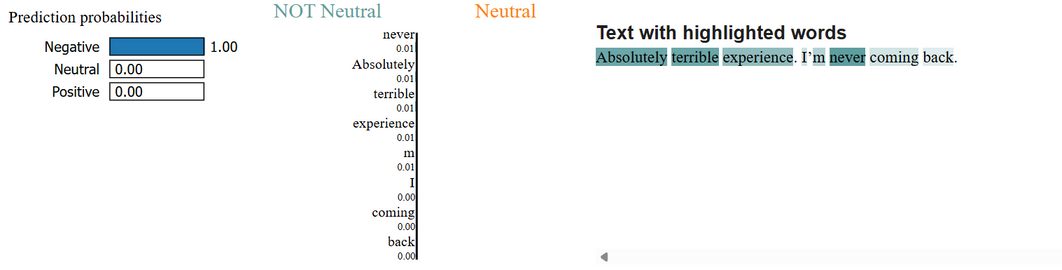 Prediction probabilities
Negative 1.00
Neutral 0.00
Positive 0.00
NOT Neutral Neutral
never
0.01
Absolutely
0.01
terrible
0.01
experience
0.01
m
0.01
I
0.00
coming
0.00
back
0.00
Text with highlighted words
Absolutely terrible experience. I’m never coming back.